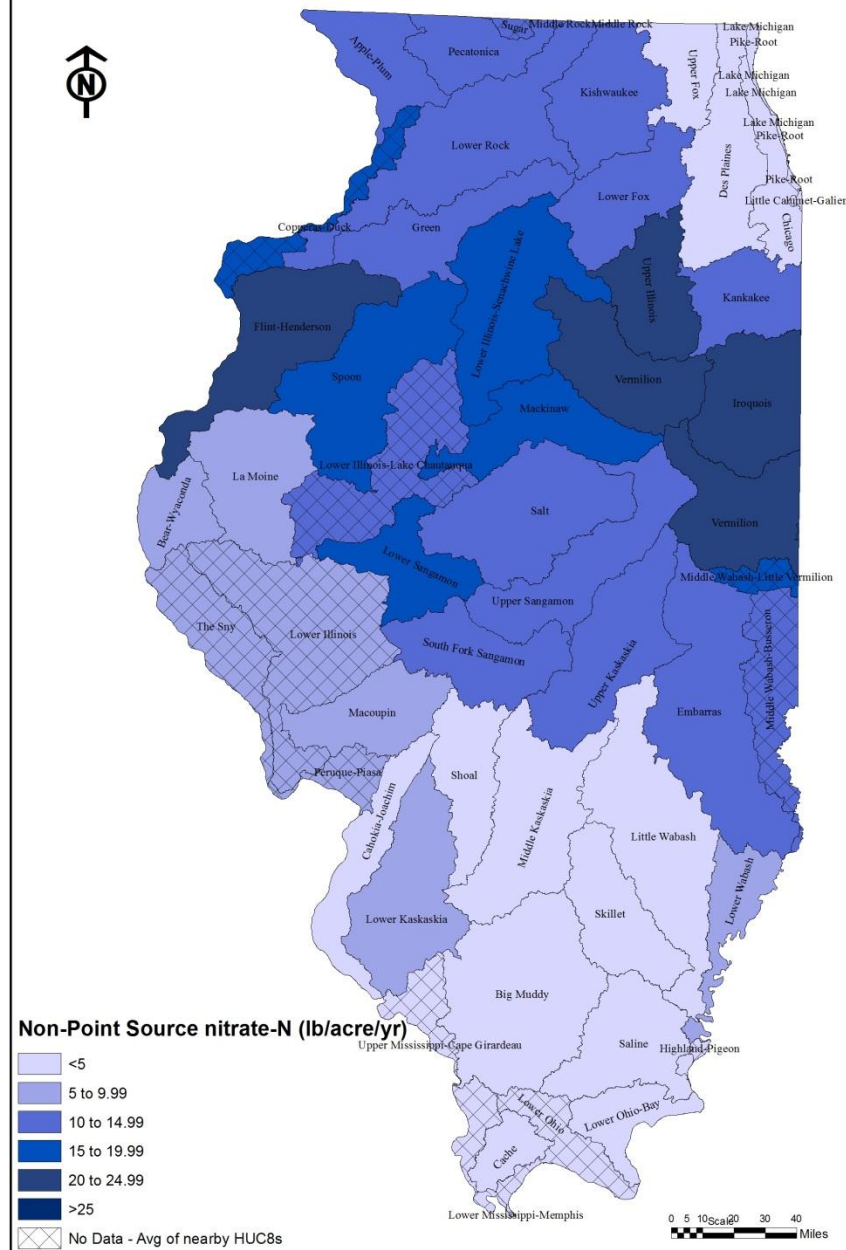 N
Sugar
Middle Rock
Middle Rock
Lake Michigan
Pike-Root
Apple-Plum
Pecatonica
Upper Fox
Lake Michigan
Kishwaukee
Lake Michigan
Lake Michigan
Pike-Root
Lower Rock
Des Plaines
Pike-Root
Lower Fox
Little Calumet-Galien
Chicago
Copperas-Duck
Green
Lower Illinois-Senachwine Lake
Upper Illinois
Kankakee
Flint-Henderson
Spoon
Vermilion
Iroquois
Mackinaw
Lower Illinois-Lake Chautauqua
La Moine
Bear-Wyaconda
Salt
Vermilion
Lower Sangamon
Middle Wabash-Little Vermilion
Upper Sangamon
The Sny
Lower Illinois
South Fork Sangamon
Upper Kaskaskia
Middle Wabash-Busseron
Macoupin
Embarras
Peruque-Piasa
Shoal
Cahokia-Joachim
Middle Kaskaskia
Little Wabash
Lower Wabash
Lower Kaskaskia
Skillet
Big Muddy
Saline
Highland-Pigeon
Upper Mississippi-Cape Girardeau
Lower Ohio
Lower Ohio-Bay
Cache
Lower Mississippi-Memphis
Non-Point Source nitrate-N (lb/acre/yr)
<5
5 to 9.99
10 to 14.99
15 to 19.99
20 to 24.99
>25
No Data - Avg of nearby HUC8s
Scale
0 5 10 20 30 40
Miles